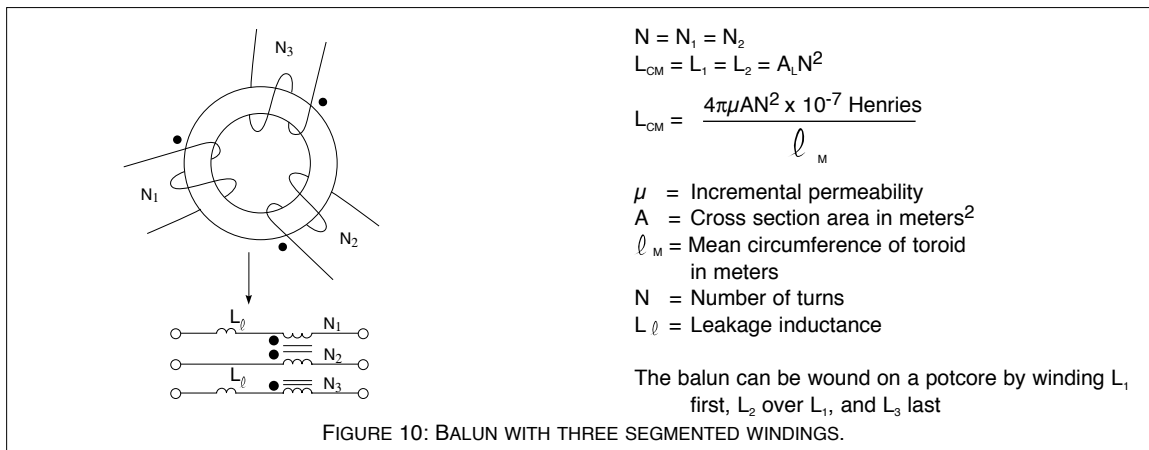 N3
N1
N2
Lℓ
N1
N2
Lℓ
N3
N = N1 = N2
LCM = L1 = L2 = ALN²
LCM = 4πµAN² x 10-7 Henries
ℓ M
µ = Incremental permeability
A = Cross section area in meters²
ℓ M = Mean circumference of toroid
in meters
N = Number of turns
L ℓ = Leakage inductance
The balun can be wound on a potcore by winding L1
first, L2 over L1, and L3 last
FIGURE 10: BALUN WITH THREE SEGMENTED WINDINGS.